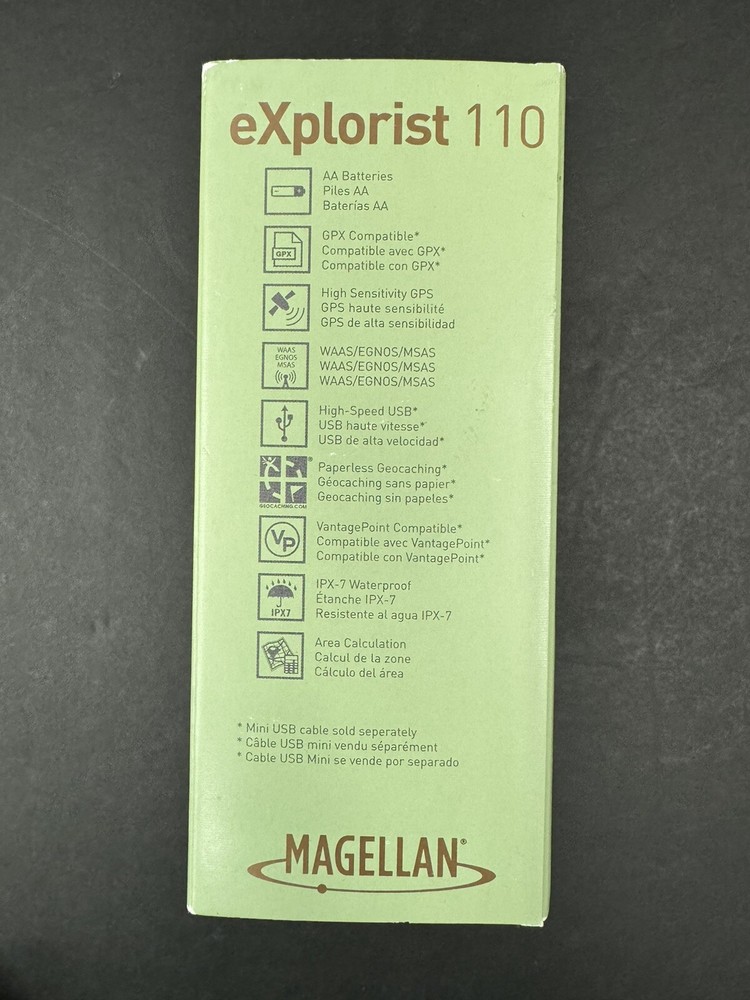 eXplorist 110
AA Batteries
Piles AA
Baterías AA
GPX
GPX Compatible*
Compatible avec GPX*
Compatible con GPX*
High Sensitivity GPS
GPS haute sensibilité
GPS de alta sensibilidad
WAAS
EGNOS
MSAS
WAAS/EGNOS/MSAS
WAAS/EGNOS/MSAS
WAAS/EGNOS/MSAS
High-Speed USB*
USB haute vitesse*
USB de alta velocidad*
GEOCACHING.COM
Paperless Geocaching*
Géocaching sans papier*
Geocaching sin papeles*
VP
VantagePoint Compatible*
Compatible avec VantagePoint*
Compatible con VantagePoint*
IPX7
IPX-7 Waterproof
Étanche IPX-7
Resistente al agua IPX-7
Area Calculation
Calcul de la zone
Cálculo del área
* Mini USB cable sold seperately
* Câble USB mini vendu séparément
* Cable USB Mini se vende por separado
MAGELLAN®